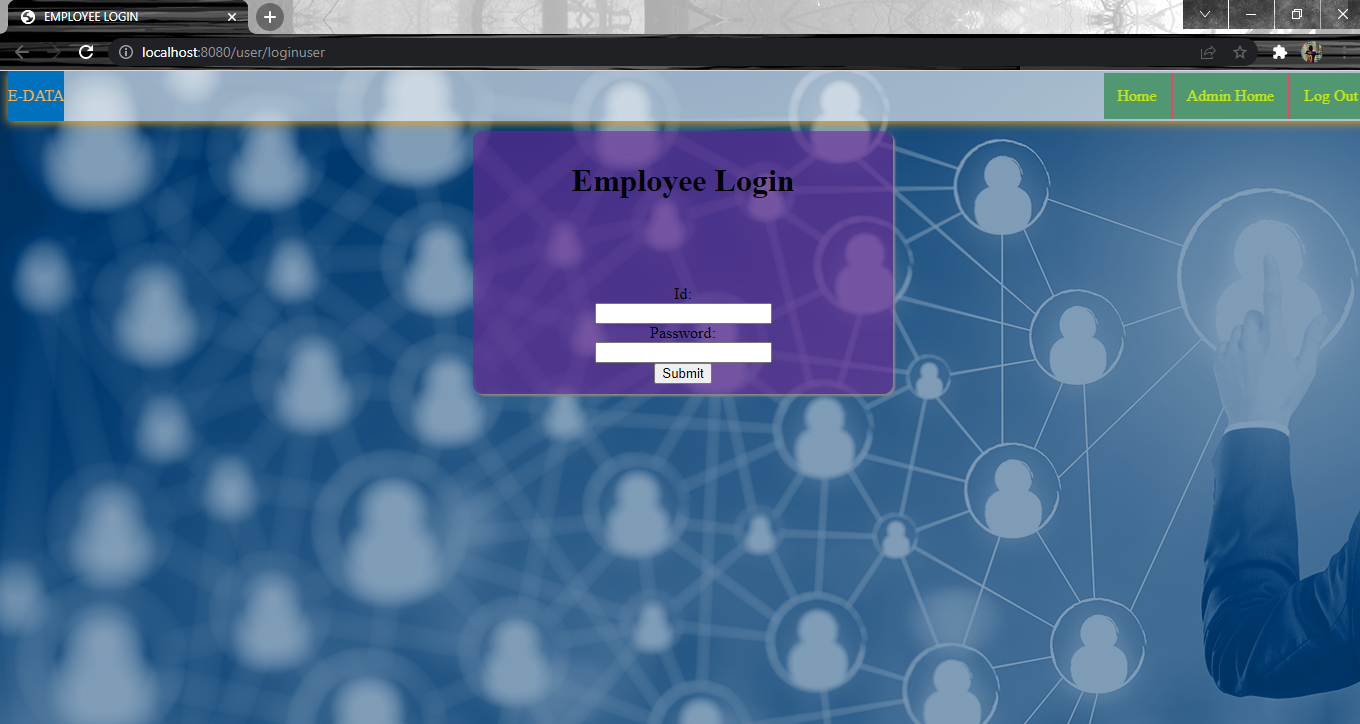 EMPLOYEE LOGIN
localhost:8080/user/loginuser
E-DATA
Home
Admin Home
Log Out
Employee Login
Id:
Password:
Submit